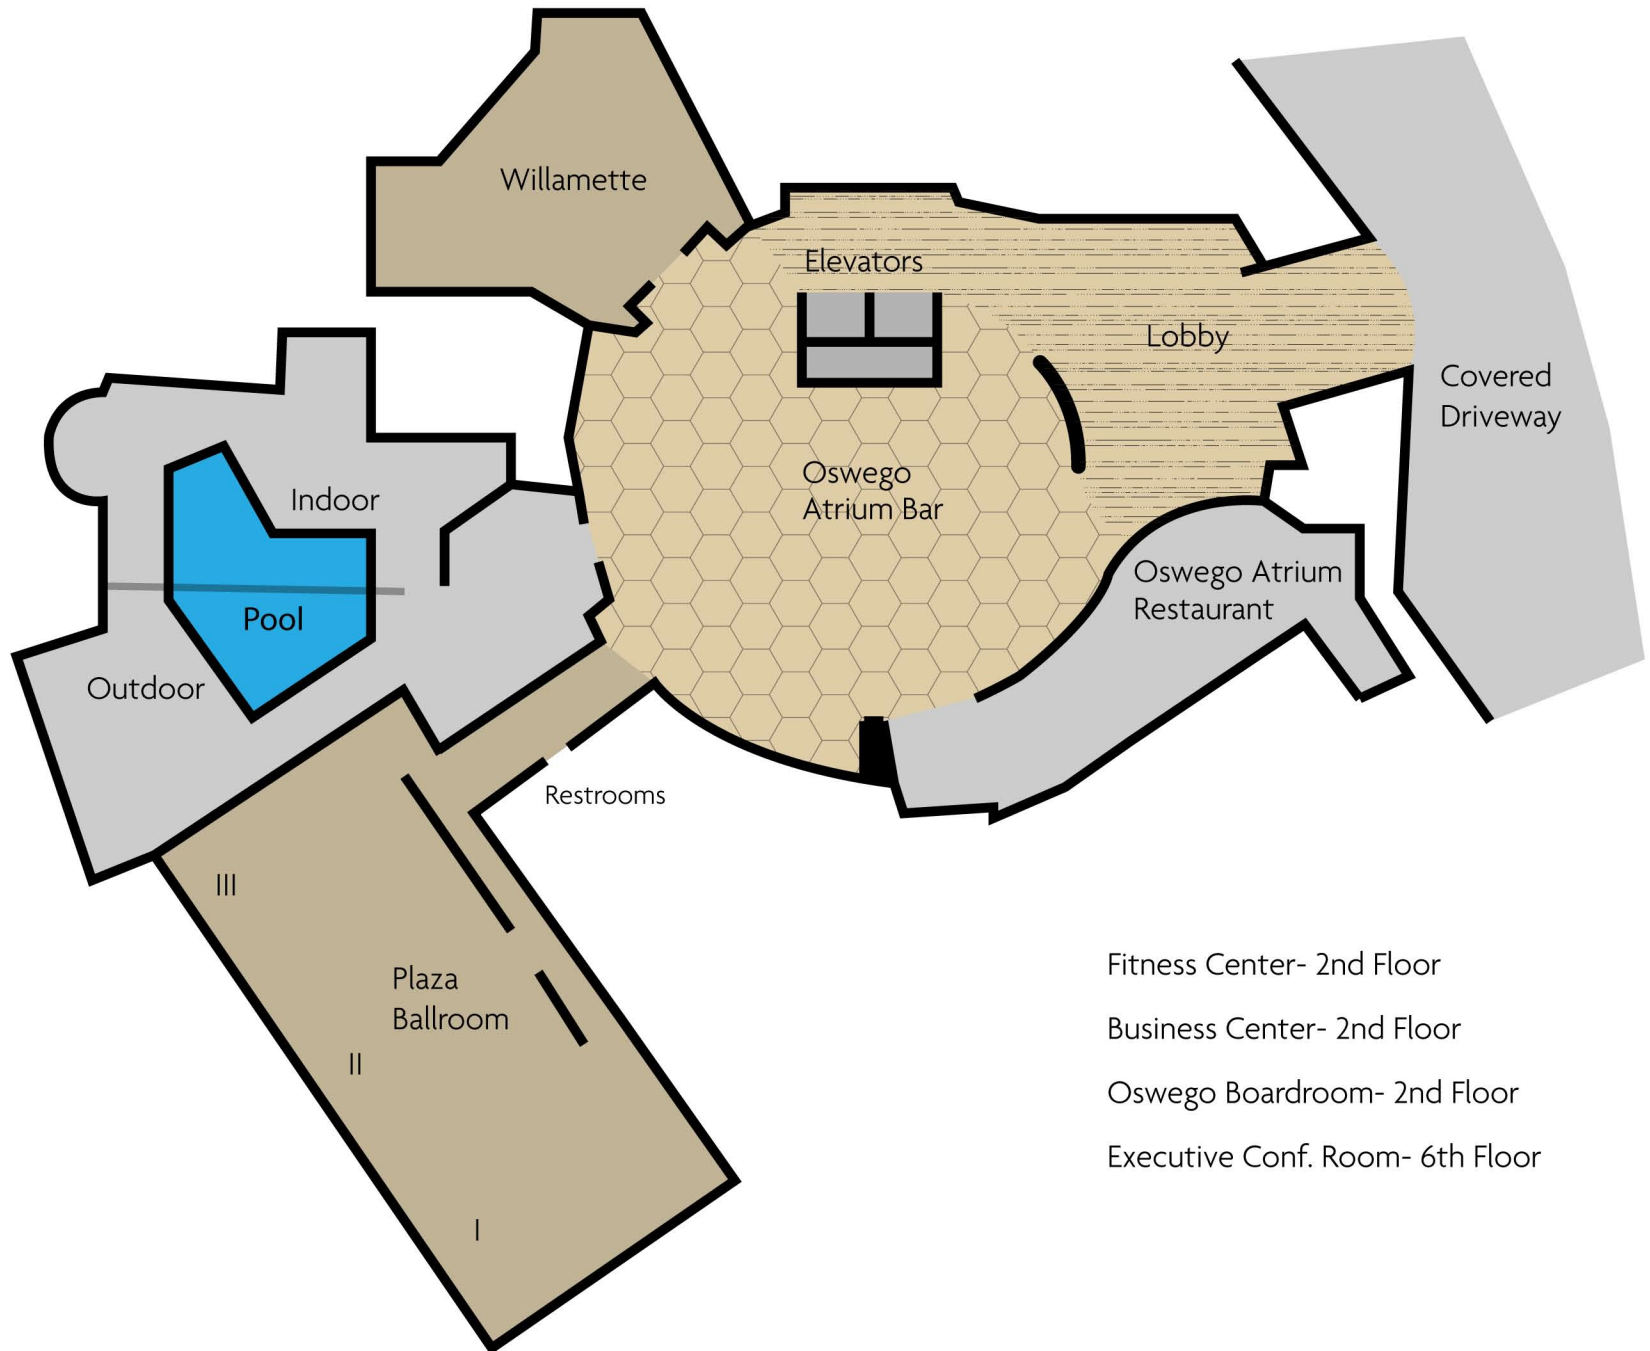 Willamette
Elevators
Lobby
Covered
Driveway
Oswego
Atrium Bar
Indoor
Oswego Atrium
Restaurant
Pool
Outdoor
Restrooms
III
Plaza
Ballroom
II
I
Fitness Center- 2nd Floor
Business Center- 2nd Floor
Oswego Boardroom- 2nd Floor
Executive Conf. Room- 6th Floor